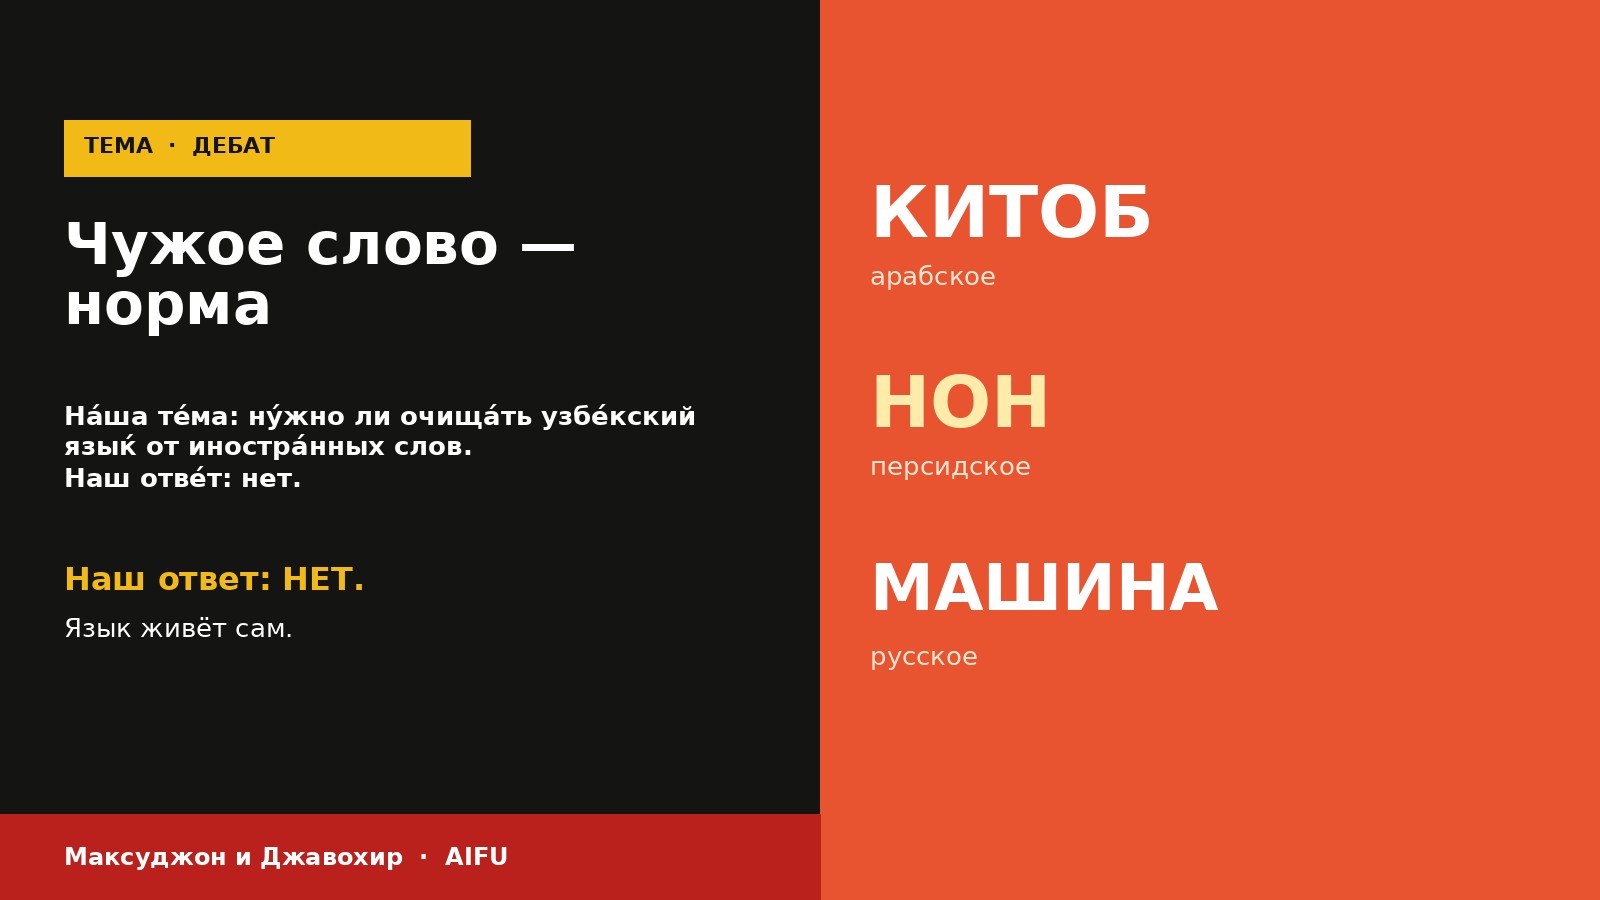 ТЕМА · ДЕБАТ
Чужое слово —
норма
На́ша те́ма: ну́жно ли очища́ть узбе́кский
языќ от иностра́нных слов.
Наш отве́т: нет.
Наш ответ: НЕТ.
Язык живёт сам.
Максуджон и Джавохир · AIFU
КИТОБ
арабское
НОН
персидское
МАШИНА
русское